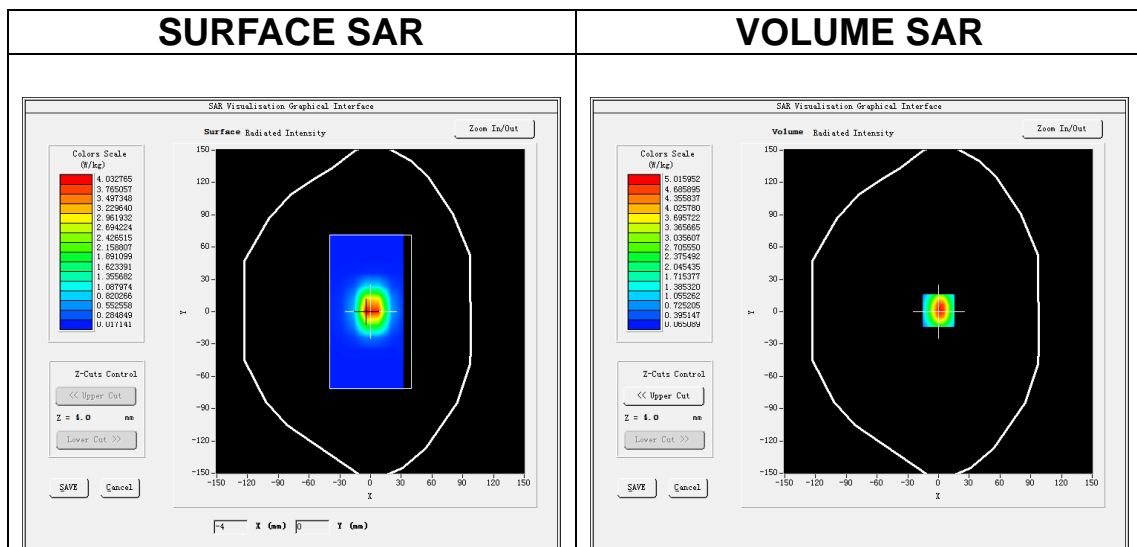 SURFACE SAR
VOLUME SAR
SAR Visualisation Graphical Interface
Surface Radiated Intensity
Zoom In/Out
Colors Scale
(W/kg)
4.032765
3.765057
3.497348
3.229640
2.961932
2.694224
2.426515
2.158807
1.891099
1.623391
1.355682
1.087974
0.820266
0.552558
0.284849
0.017141
150
120
90
60
30
0
-30
-60
-90
-120
-150
Y
-150 -120 -90 -60 -30 0 30 60 90 120 150
X
Z-Cuts Control
<< Upper Cut
Z = 4.0 mm
Lower Cut >>
SAVE Cancel
-4 X (mm) 0 Y (mm)
SAR Visualisation Graphical Interface
Volume Radiated Intensity
Zoom In/Out
Colors Scale
(W/kg)
5.015952
4.685895
4.355837
4.025780
3.695722
3.365665
3.035607
2.705550
2.375492
2.045435
1.715377
1.385320
1.055262
0.725205
0.395147
0.065089
150
120
90
60
30
0
-30
-60
-90
-120
-150
Y
-150 -120 -90 -60 -30 0 30 60 90 120 150
X
Z-Cuts Control
<< Upper Cut
Z = 4.0 mm
Lower Cut >>
SAVE Cancel